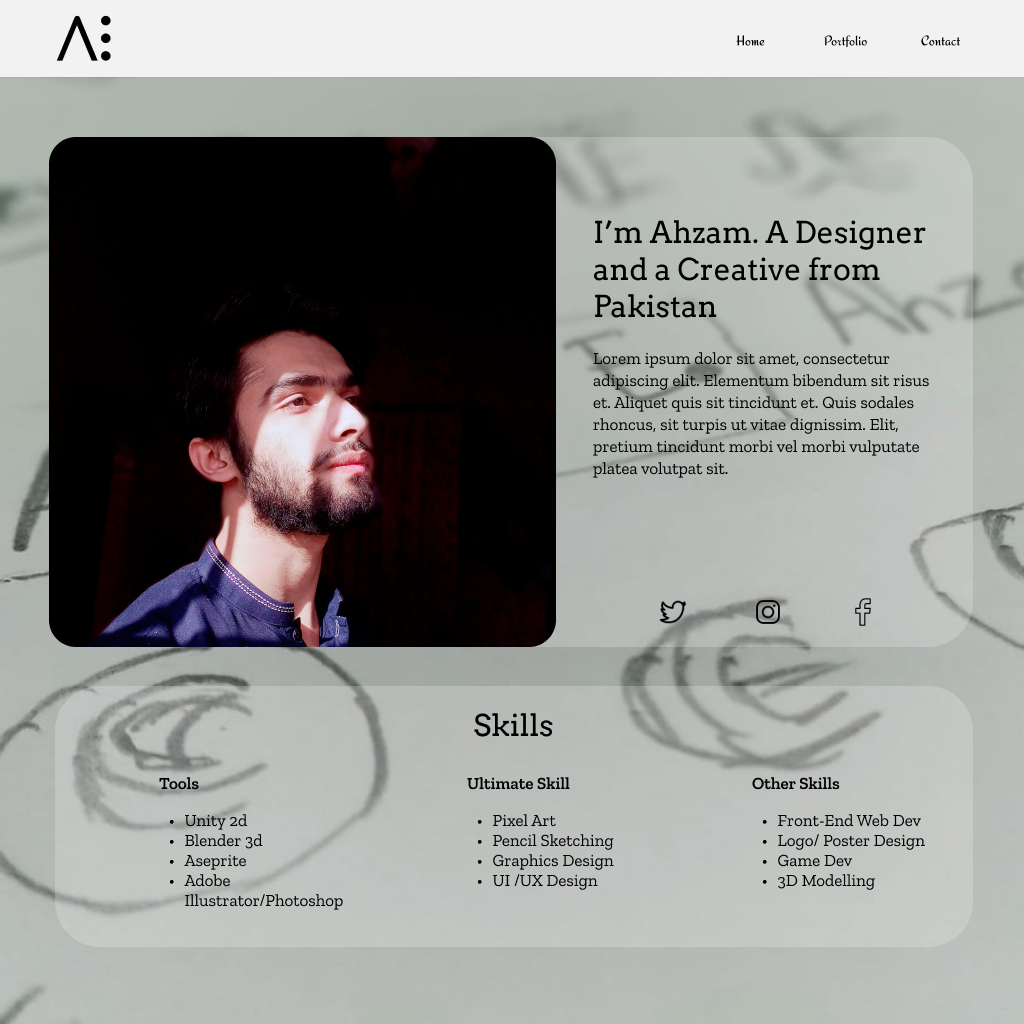 Home Portfolio Contact
I’m Ahzam. A Designer
and a Creative from
Pakistan
Lorem ipsum dolor sit amet, consectetur
adipiscing elit. Elementum bibendum sit risus
et. Aliquet quis sit tincidunt et. Quis sodales
rhoncus, sit turpis ut vitae dignissim. Elit,
pretium tincidunt morbi vel morbi vulputate
platea volutpat sit.
Skills
Tools
• Unity 2d
• Blender 3d
• Aseprite
• Adobe
Illustrator/Photoshop
Ultimate Skill
• Pixel Art
• Pencil Sketching
• Graphics Design
• UI /UX Design
Other Skills
• Front-End Web Dev
• Logo/ Poster Design
• Game Dev
• 3D Modelling